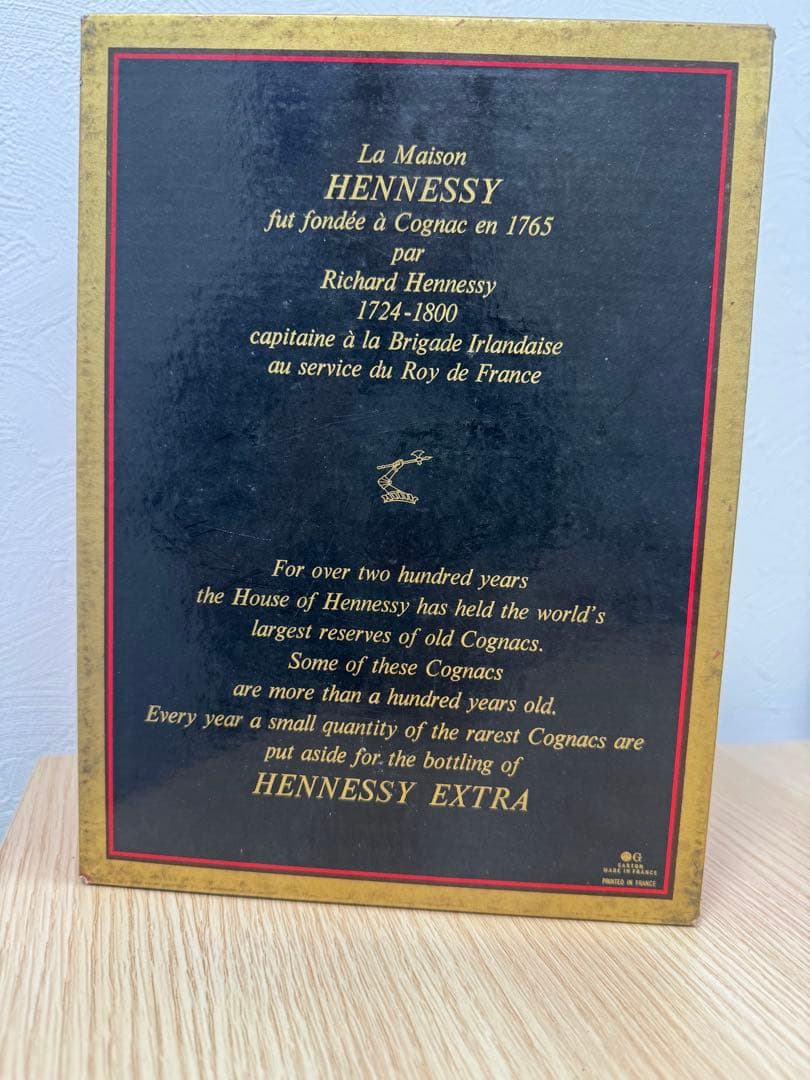 La Maison
HENNESSY
fut fondée à Cognac en 1765
par
Richard Hennessy
1724-1800
capitaine à la Brigade Irlandaise
au service du Roy de France
For over two hundred years
the House of Hennessy has held the world's
largest reserves of old Cognacs.
Some of these Cognacs
are more than a hundred years old.
Every year a small quantity of the rarest Cognacs are
put aside for the bottling of
HENNESSY EXTRA
G
CARTON
MADE IN FRANCE
PRINTED IN FRANCE